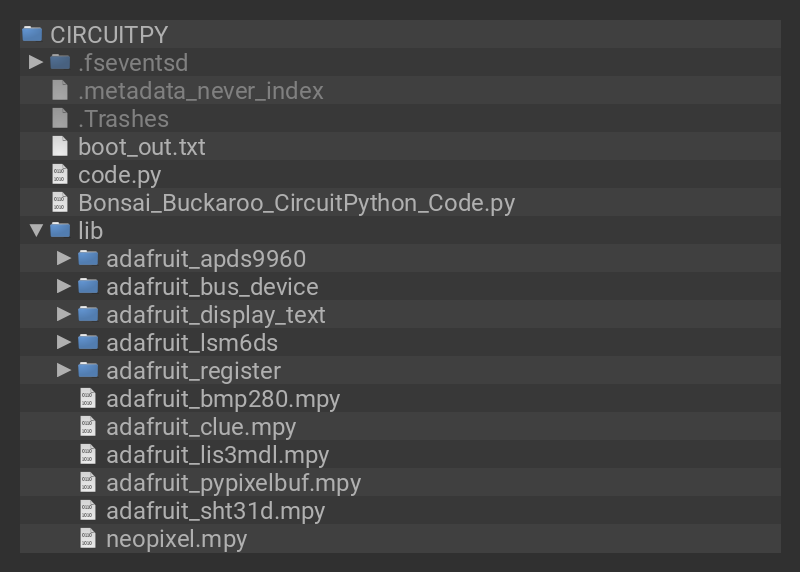 CIRCUITPY
.fseventsd
.metadata_never_index
.Trashes
boot_out.txt
code.py
Bonsai_Buckaroo_CircuitPython_Code.py
lib
adafruit_apds9960
adafruit_bus_device
adafruit_display_text
adafruit_lsm6ds
adafruit_register
adafruit_bmp280.mpy
adafruit_clue.mpy
adafruit_lis3mdl.mpy
adafruit_pypixelbuf.mpy
adafruit_sht31d.mpy
neopixel.mpy